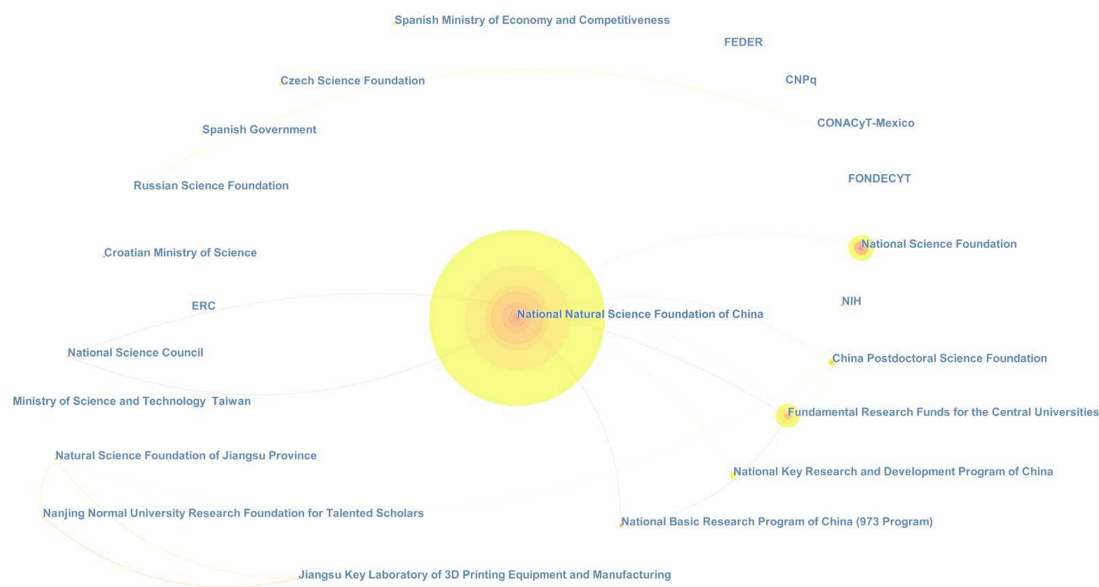 Spanish Ministry of Economy and Competitiveness
FEDER
Czech Science Foundation
CNPq
CONACyT-Mexico
Spanish Government
FONDECYT
Russian Science Foundation
National Science Foundation
Croatian Ministry of Science
NIH
ERC
National Natural Science Foundation of China
National Science Council
China Postdoctoral Science Foundation
Ministry of Science and Technology Taiwan
Fundamental Research Funds for the Central Universities
Natural Science Foundation of Jiangsu Province
National Key Research and Development Program of China
Nanjing Normal University Research Foundation for Talented Scholars
National Basic Research Program of China (973 Program)
Jiangsu Key Laboratory of 3D Printing Equipment and Manufacturing